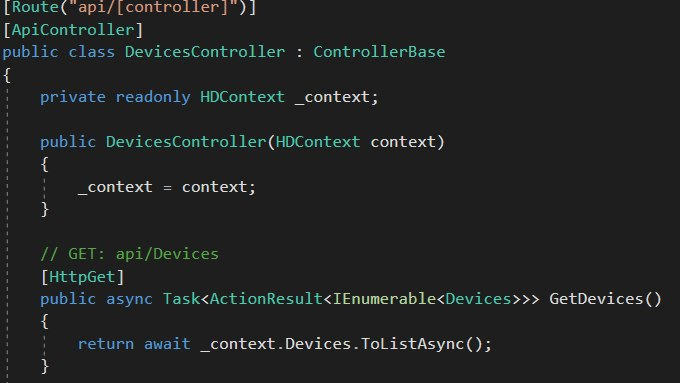 [Route("api/[controller]")]
[ApiController]
public class DevicesController : ControllerBase
{
private readonly HDContext _context;
public DevicesController(HDContext context)
{
_context = context;
}
// GET: api/Devices
[HttpGet]
public async Task<ActionResult<IEnumerable<Devices>>> GetDevices()
{
return await _context.Devices.ToListAsync();
}